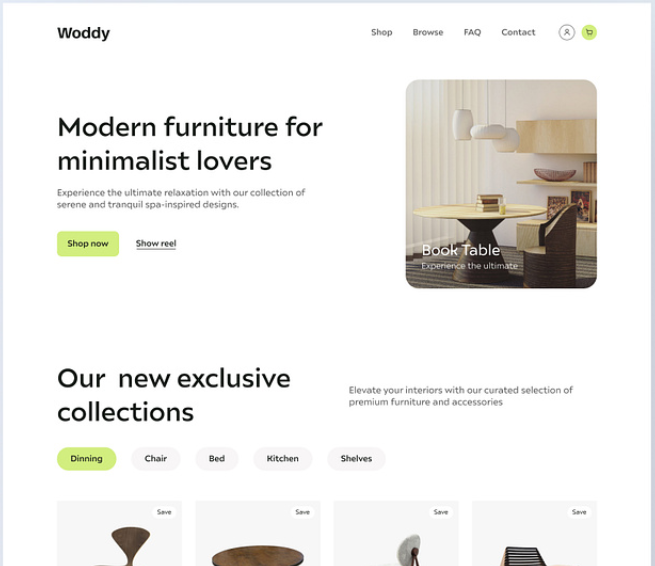 Woddy
Shop Browse FAQ Contact
Modern furniture for
minimalist lovers
Experience the ultimate relaxation with our collection of
serene and tranquil spa-inspired designs.
Shop now Show reel
Book Table
Experience the ultimate
Our new exclusive
collections
Elevate your interiors with our curated selection of
premium furniture and accessories
Dinning Chair Bed Kitchen Shelves
Save Save Save Save